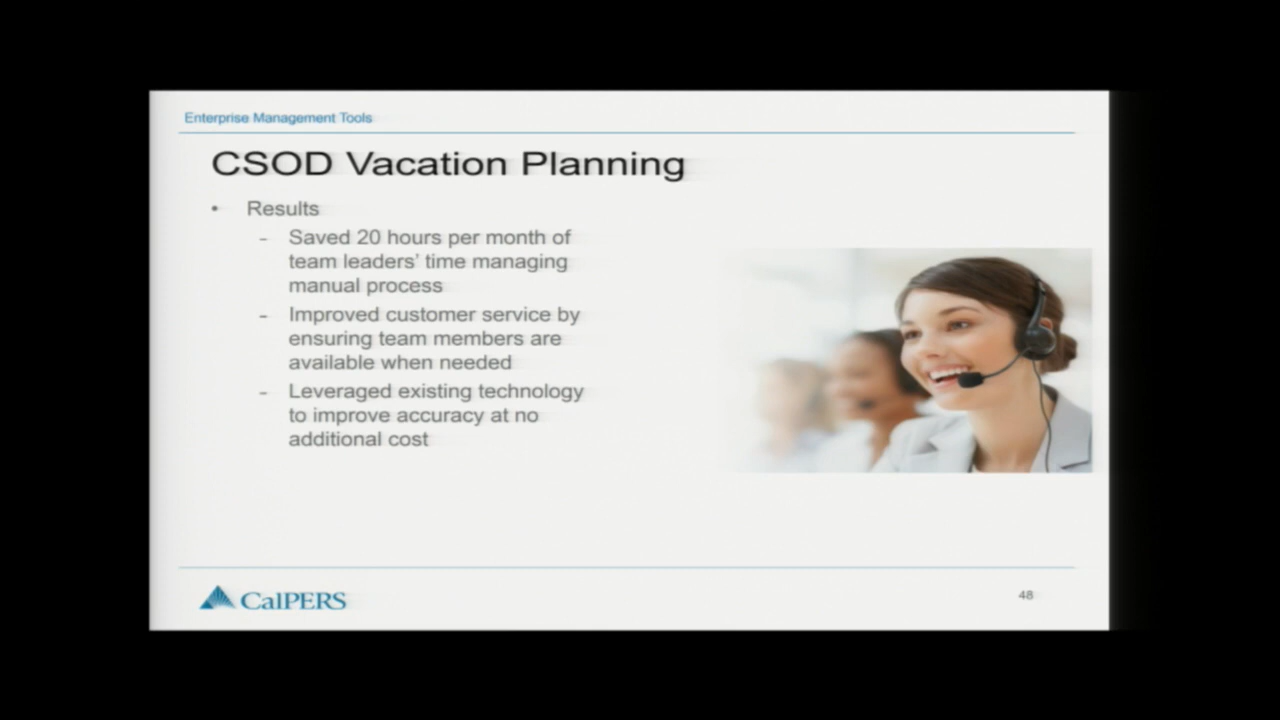 Enterprise Management Tools
CSOD Vacation Planning
• Results
- Saved 20 hours per month of
team leaders' time managing
manual process
- Improved customer service by
ensuring team members are
available when needed
- Leveraged existing technology
to improve accuracy at no
additional cost
CalPERS
48